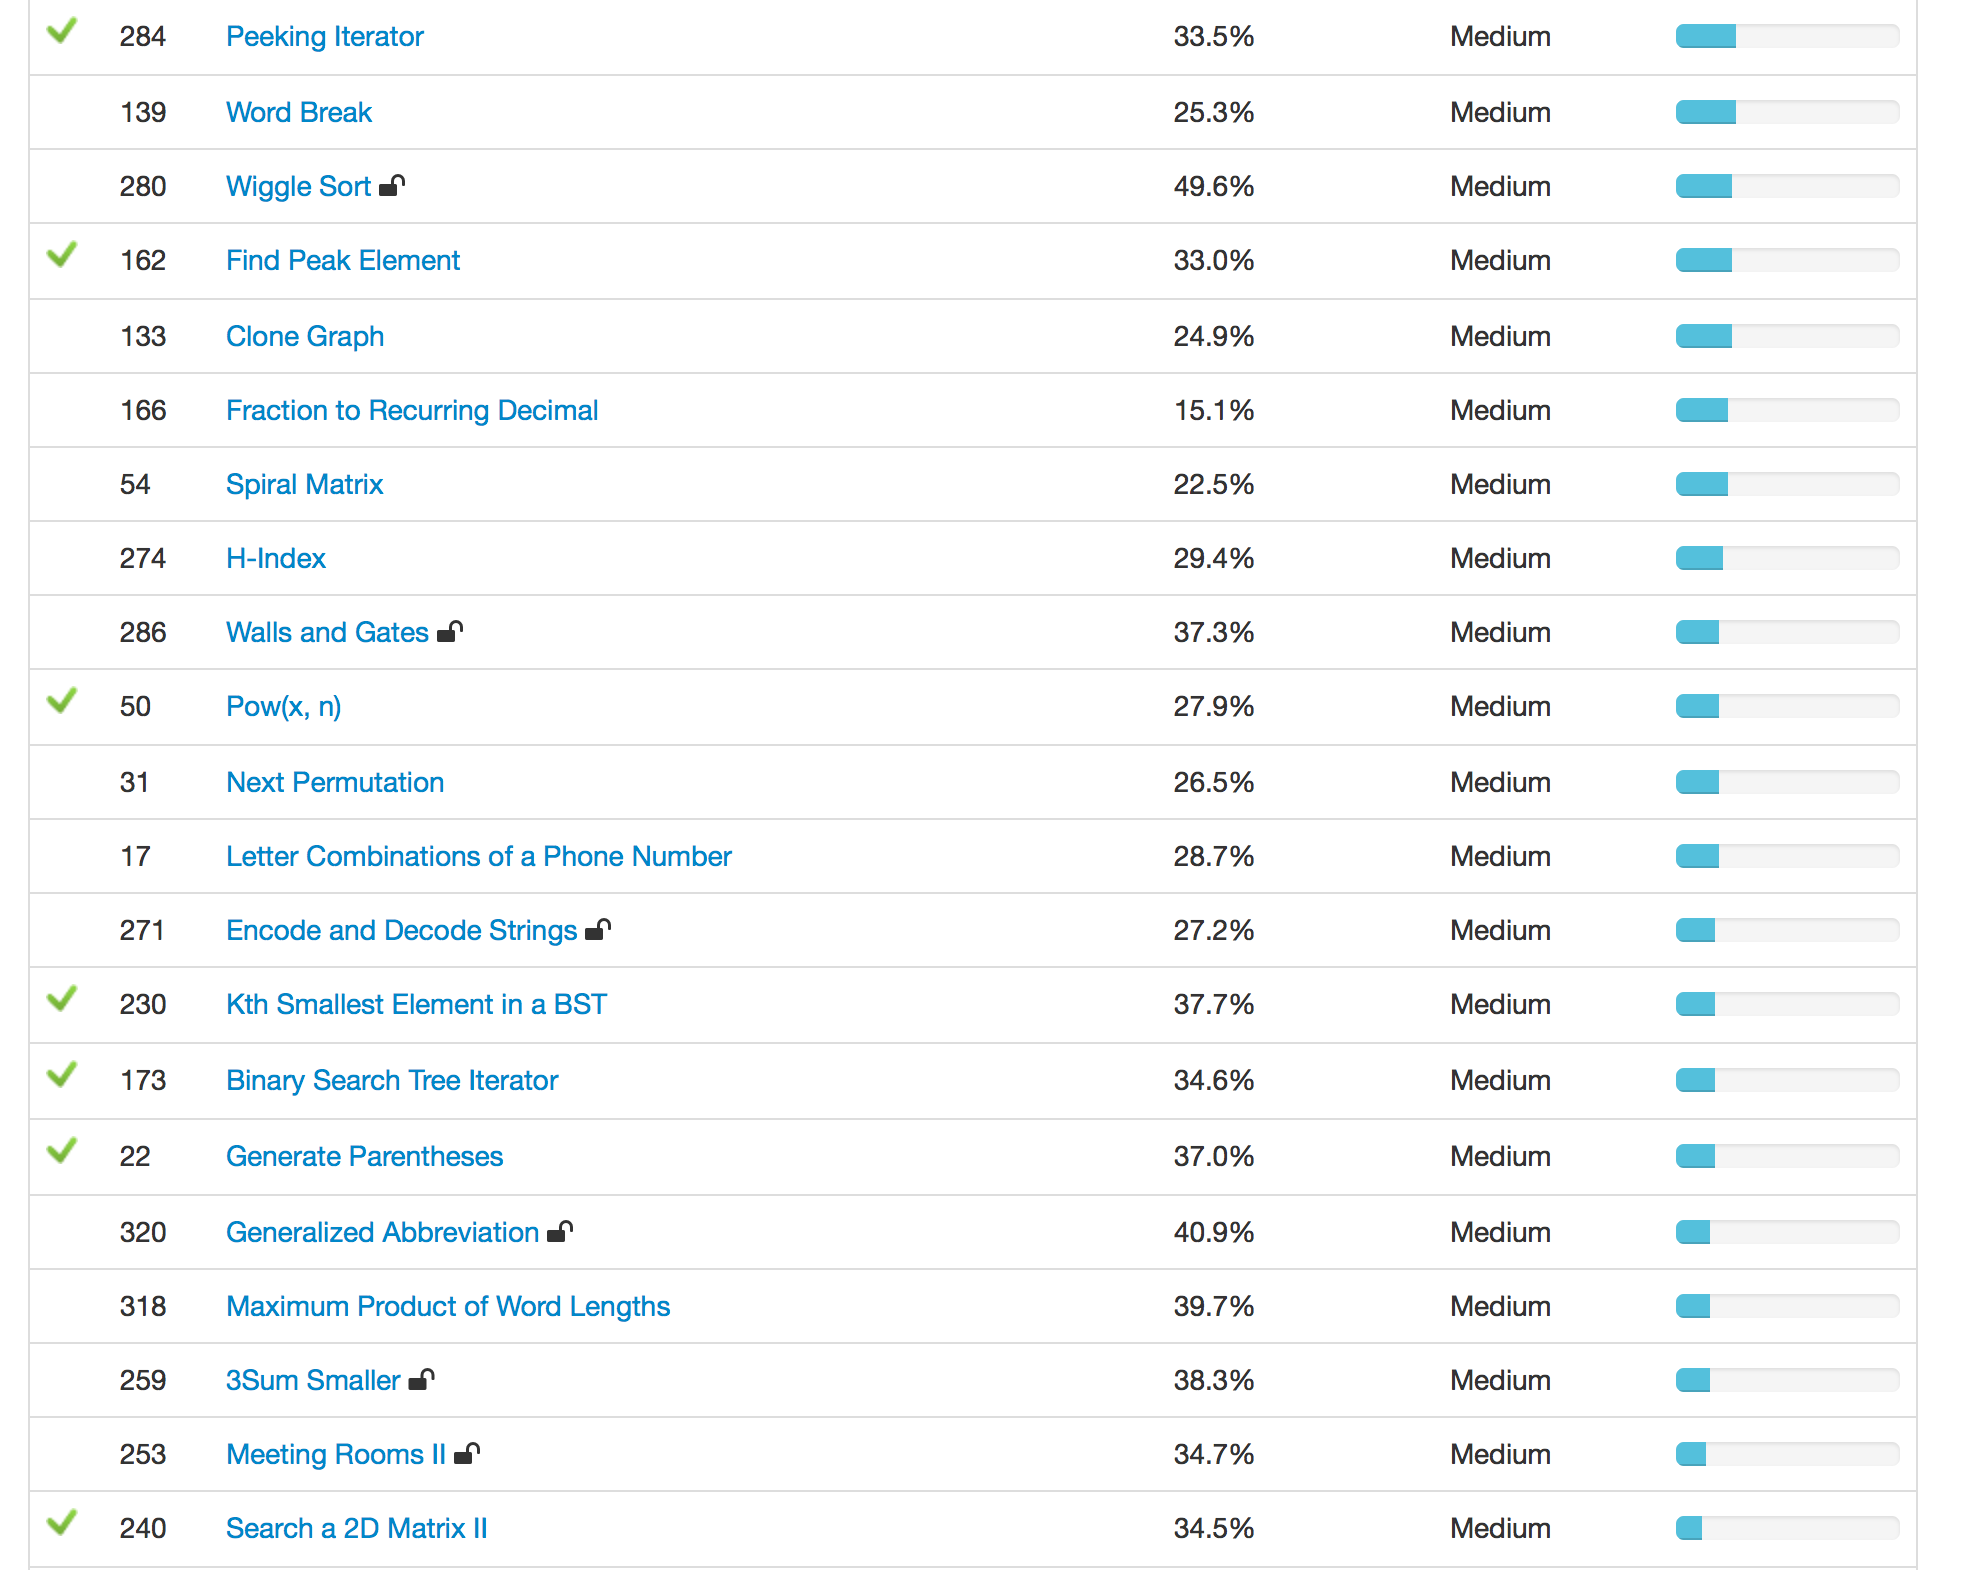 284 Peeking Iterator 33.5% Medium
139 Word Break 25.3% Medium
280 Wiggle Sort 49.6% Medium
162 Find Peak Element 33.0% Medium
133 Clone Graph 24.9% Medium
166 Fraction to Recurring Decimal 15.1% Medium
54 Spiral Matrix 22.5% Medium
274 H-Index 29.4% Medium
286 Walls and Gates 37.3% Medium
50 Pow(x, n) 27.9% Medium
31 Next Permutation 26.5% Medium
17 Letter Combinations of a Phone Number 28.7% Medium
271 Encode and Decode Strings 27.2% Medium
230 Kth Smallest Element in a BST 37.7% Medium
173 Binary Search Tree Iterator 34.6% Medium
22 Generate Parentheses 37.0% Medium
320 Generalized Abbreviation 40.9% Medium
318 Maximum Product of Word Lengths 39.7% Medium
259 3Sum Smaller 38.3% Medium
253 Meeting Rooms II 34.7% Medium
240 Search a 2D Matrix II 34.5% Medium